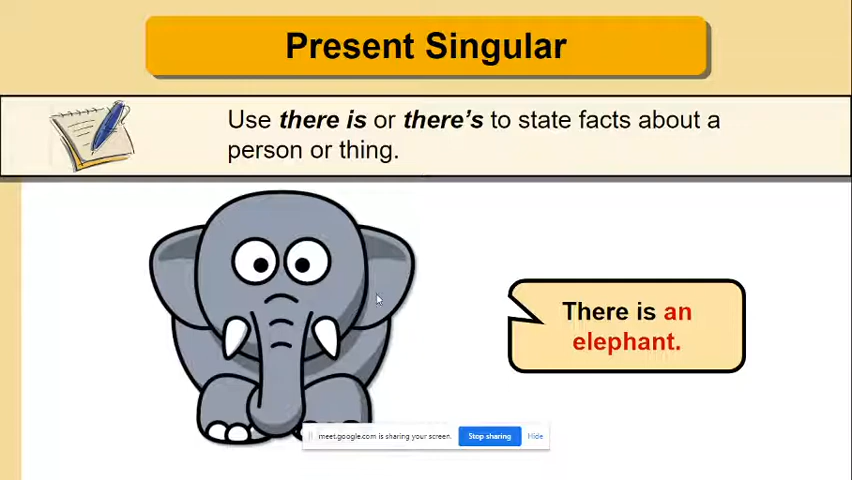 Present Singular
Use there is or there's to state facts about a
person or thing.
There is an
elephant.
meet.google.com is sharing your screen.
Stop sharing
Hide